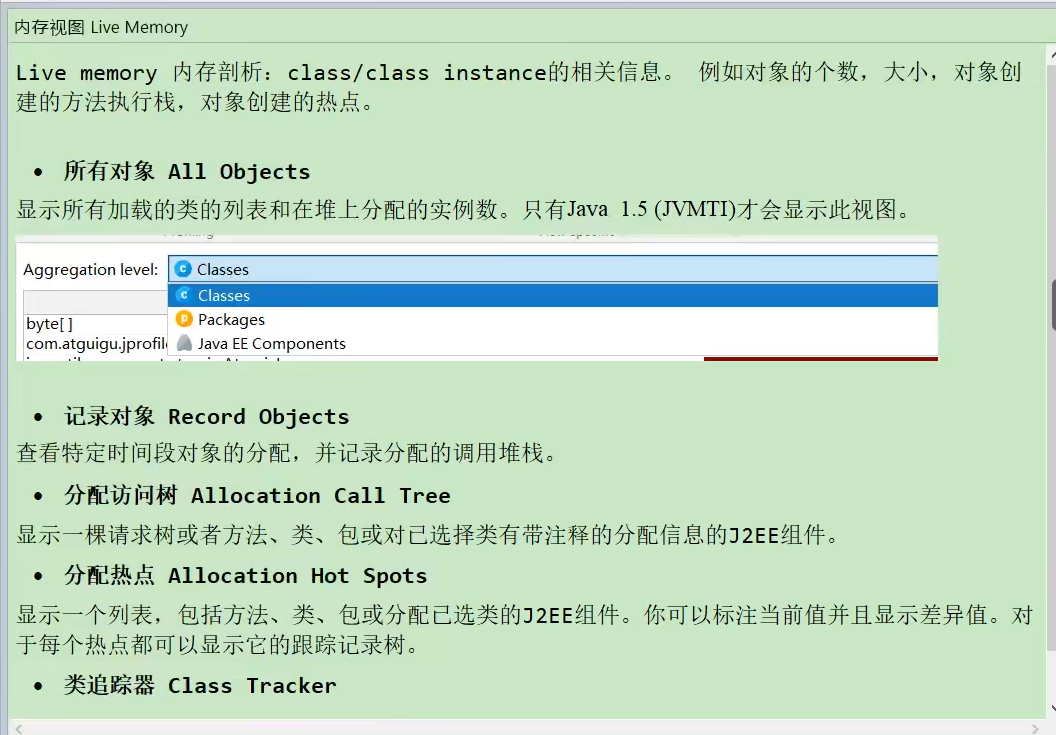 内存视图 Live Memory
Live memory 内存剖析：class/class instance的相关信息。 例如对象的个数，大小，对象创
建的方法执行栈，对象创建的热点。
• 所有对象 All Objects
显示所有加载的类的列表和在堆上分配的实例数。只有Java 1.5 (JVMTI)才会显示此视图。
Aggregation level:
Classes
Classes
byte[]
Packages
com.atguigu.jprofile
Java EE Components
• 记录对象 Record Objects
查看特定时间段对象的分配，并记录分配的调用堆栈。
• 分配访问树 Allocation Call Tree
显示一棵请求树或者方法、类、包或对已选择类有带注释的分配信息的J2EE组件。
• 分配热点 Allocation Hot Spots
显示一个列表，包括方法、类、包或分配已选类的J2EE组件。你可以标注当前值并且显示差异值。对
于每个热点都可以显示它的跟踪记录树。
• 类追踪器 Class Tracker